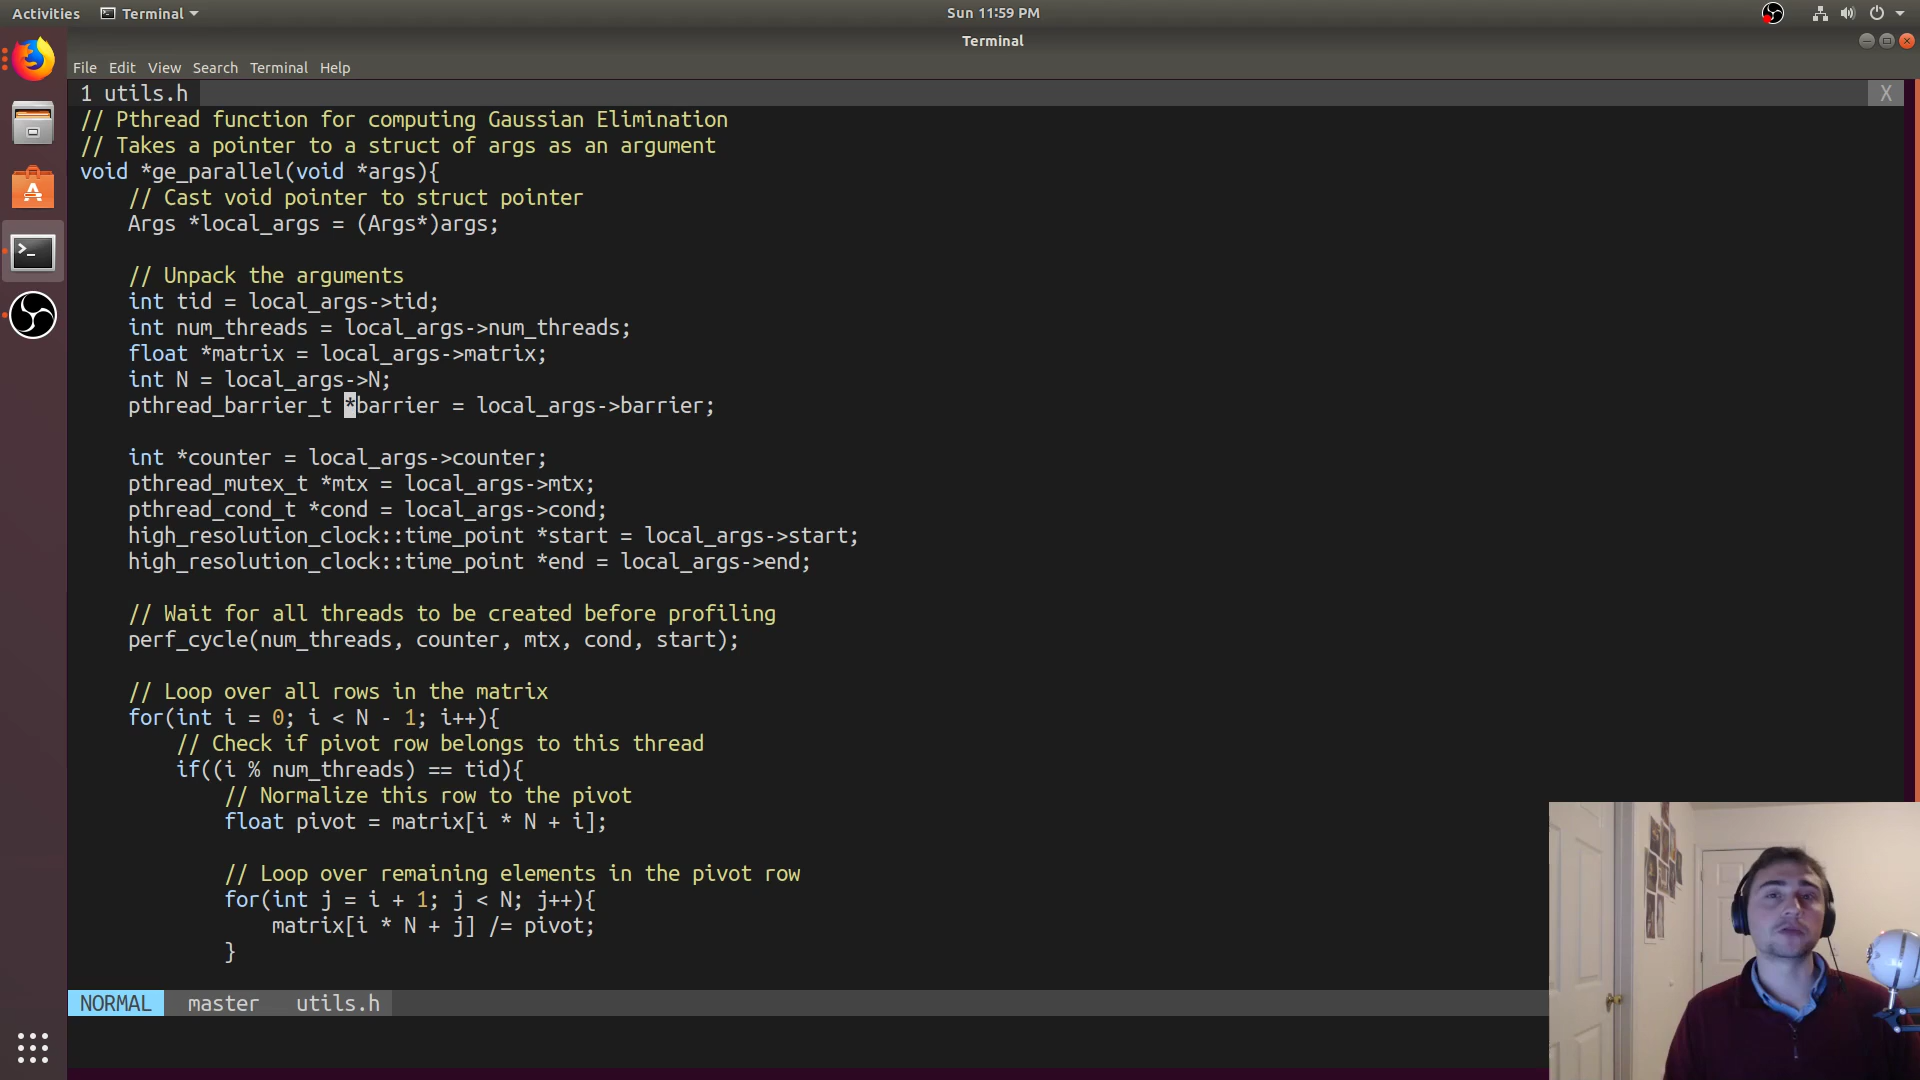 Activities Terminal Sun 11:59 PM
Terminal
File Edit View Search Terminal Help
1 utils.h X
// Pthread function for computing Gaussian Elimination
// Takes a pointer to a struct of args as an argument
void *ge_parallel(void *args){
    // Cast void pointer to struct pointer
    Args *local_args = (Args*)args;
    // Unpack the arguments
    int tid = local_args->tid;
    int num_threads = local_args->num_threads;
    float *matrix = local_args->matrix;
    int N = local_args->N;
    pthread_barrier_t *barrier = local_args->barrier;
    int *counter = local_args->counter;
    pthread_mutex_t *mtx = local_args->mtx;
    pthread_cond_t *cond = local_args->cond;
    high_resolution_clock::time_point *start = local_args->start;
    high_resolution_clock::time_point *end = local_args->end;
    // Wait for all threads to be created before profiling
    perf_cycle(num_threads, counter, mtx, cond, start);
    // Loop over all rows in the matrix
    for(int i = 0; i < N - 1; i++){
        // Check if pivot row belongs to this thread
        if((i % num_threads) == tid){
            // Normalize this row to the pivot
            float pivot = matrix[i * N + i];
            // Loop over remaining elements in the pivot row
            for(int j = i + 1; j < N; j++){
                matrix[i * N + j] /= pivot;
            }
NORMAL master utils.h